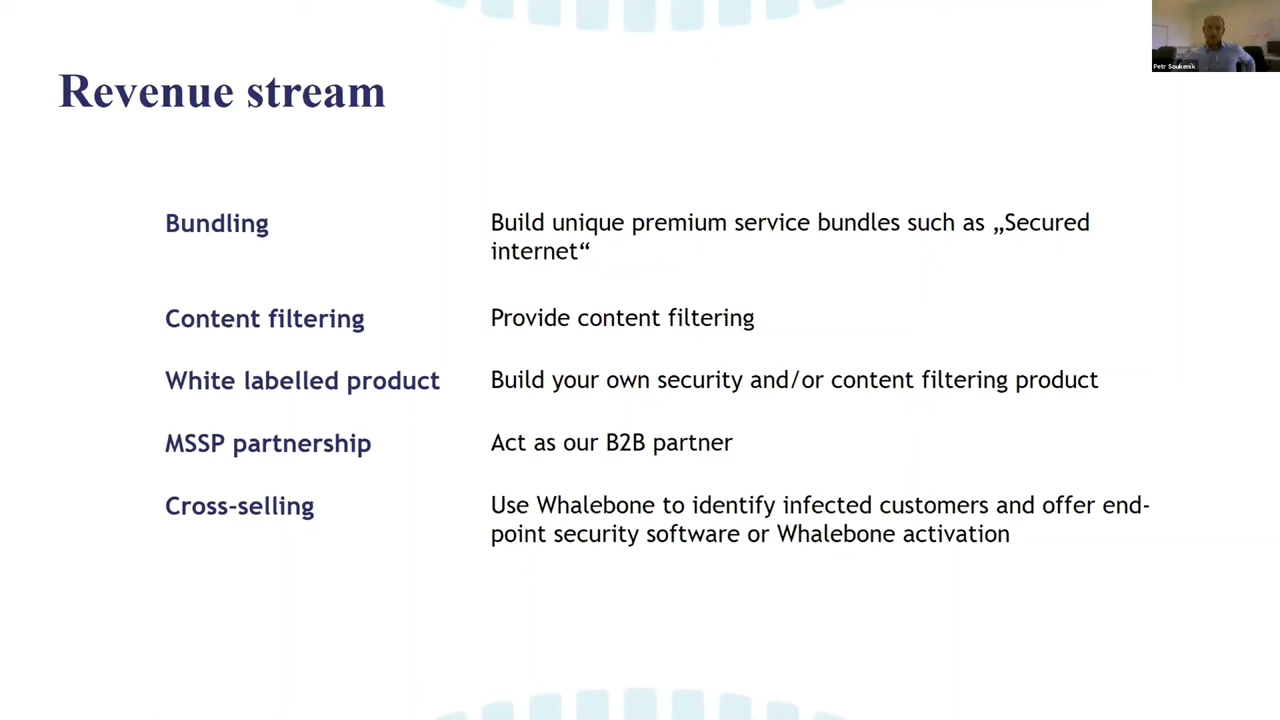 Petr Soukeník
Revenue stream
Bundling
Build unique premium service bundles such as „Secured
internet“
Content filtering
Provide content filtering
White labelled product
Build your own security and/or content filtering product
MSSP partnership
Act as our B2B partner
Cross-selling
Use Whalebone to identify infected customers and offer end-
point security software or Whalebone activation